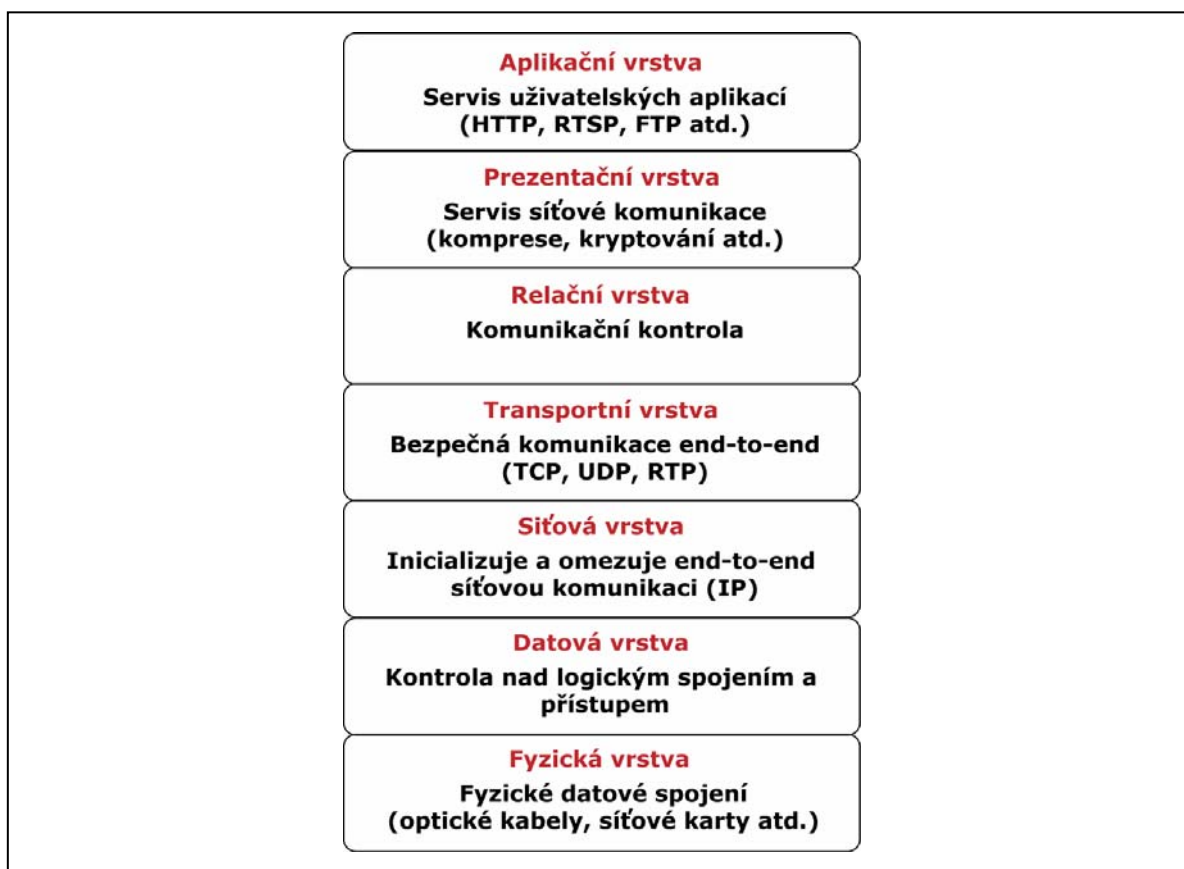 Aplikační vrstva
Servis uživatelských aplikací
(HTTP, RTSP, FTP atd.)
Prezentační vrstva
Servis síťové komunikace
(komprese, kryptování atd.)
Relační vrstva
Komunikační kontrola
Transportní vrstva
Bezpečná komunikace end-to-end
(TCP, UDP, RTP)
Siťová vrstva
Inicializuje a omezuje end-to-end
síťovou komunikaci (IP)
Datová vrstva
Kontrola nad logickým spojením a
přístupem
Fyzická vrstva
Fyzické datové spojení
(optické kabely, síťové karty atd.)